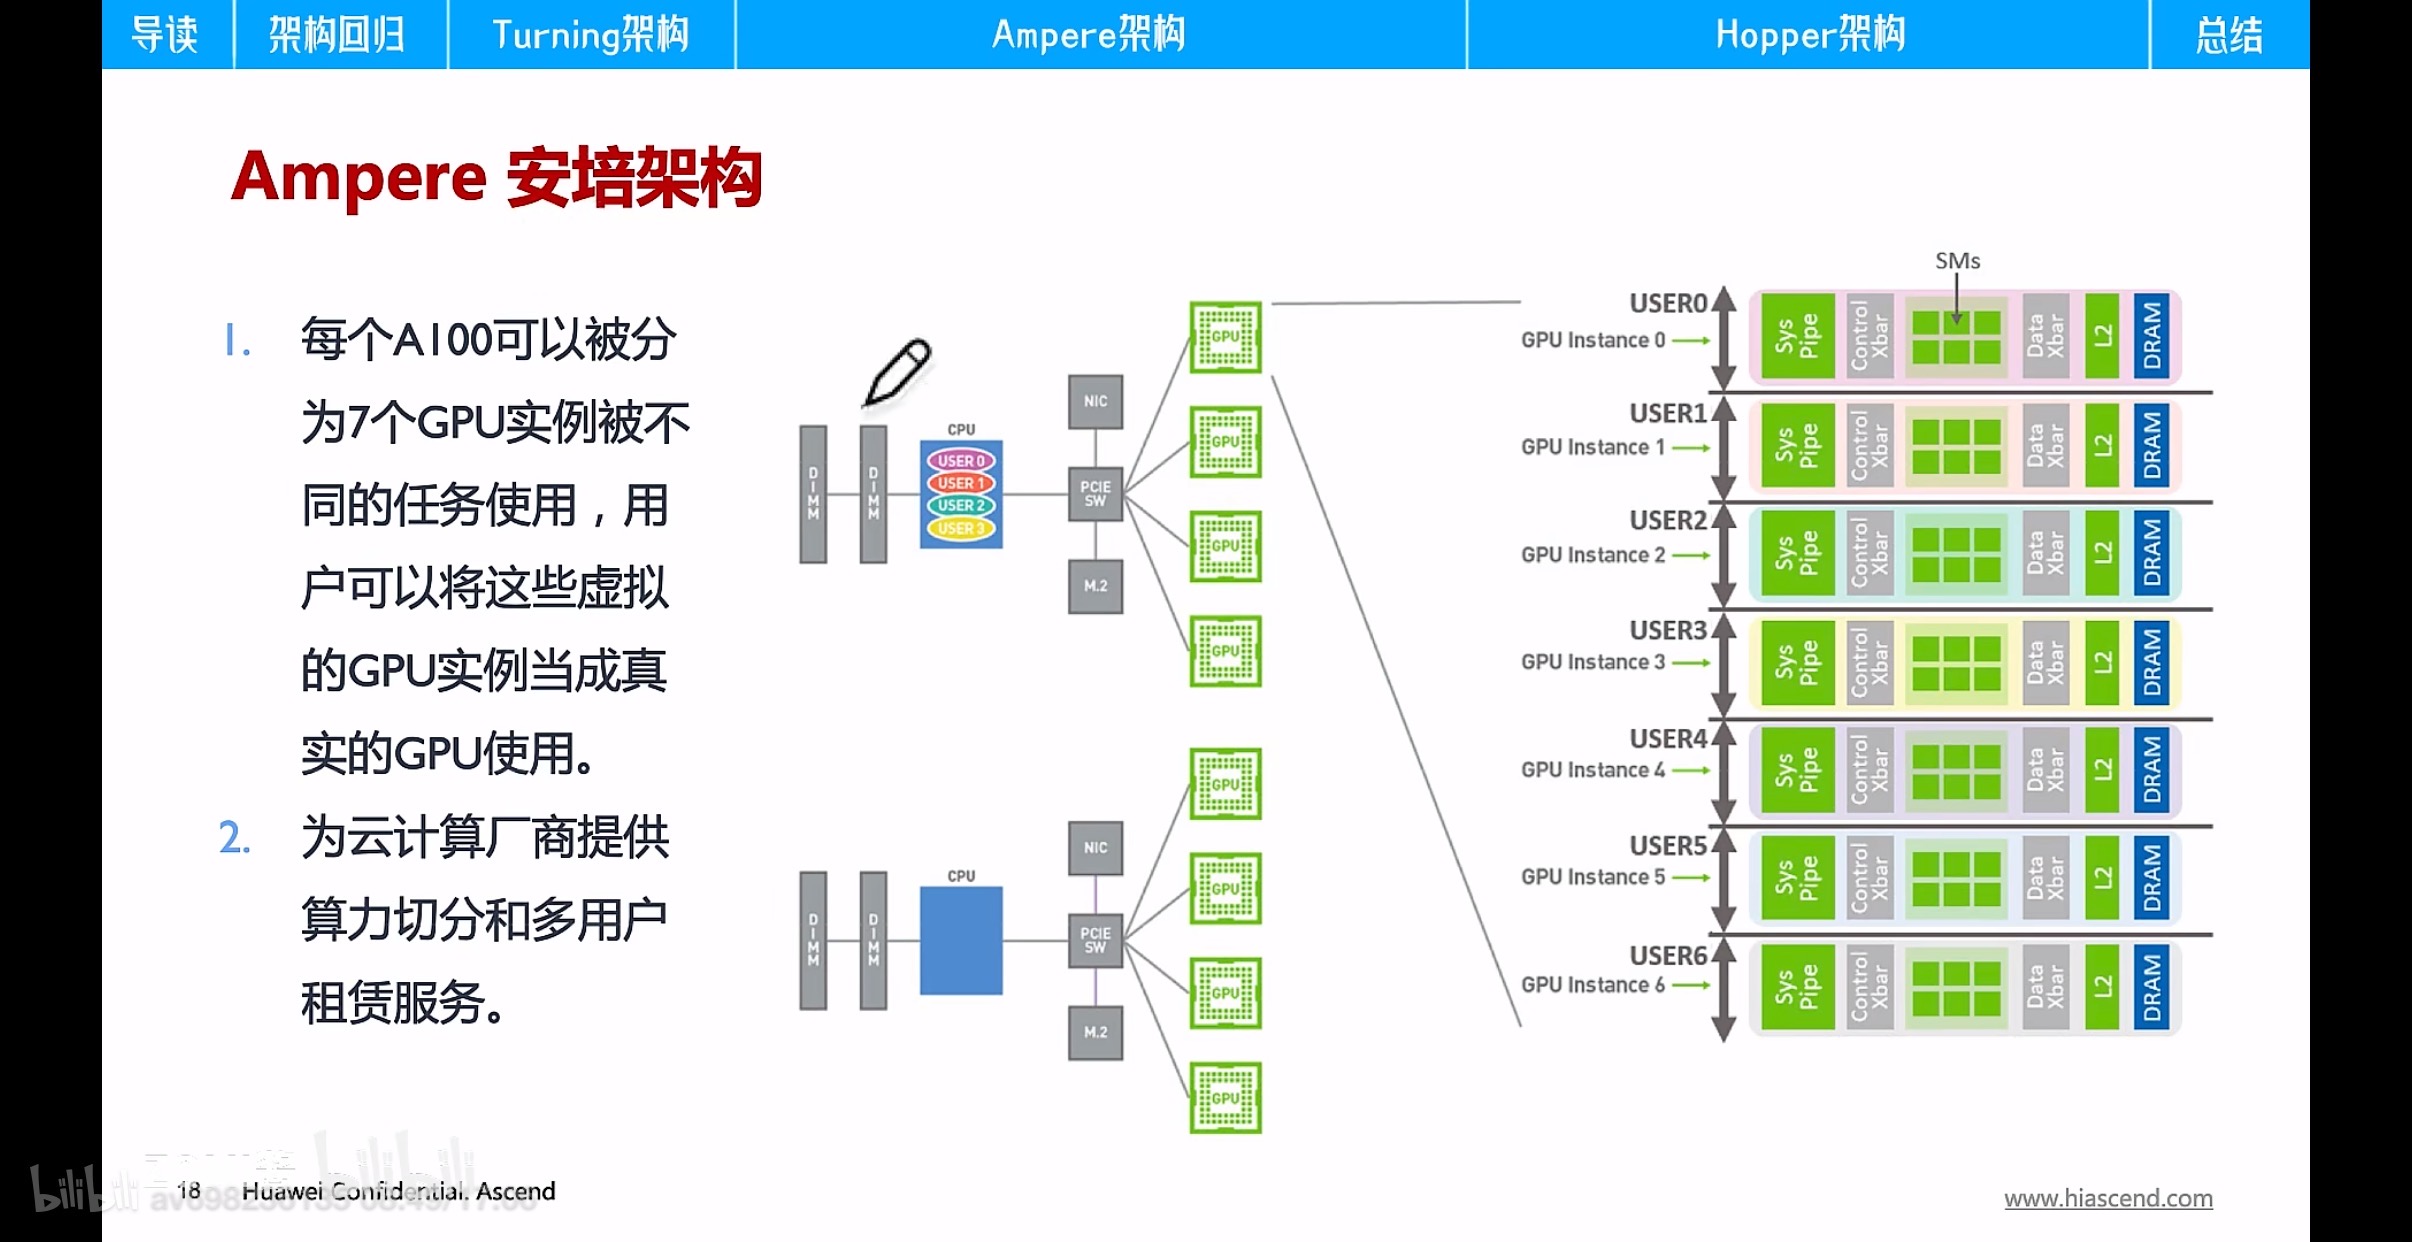 导读
架构回归
Turning架构
Ampere架构
Hopper架构
总结
Ampere 安培架构
1. 每个A100可以被分
为7个GPU实例被不
同的任务使用，用
户可以将这些虚拟
的GPU实例当成真
实的GPU使用。
2. 为云计算厂商提供
算力切分和多用户
租赁服务。
DIMM
DIMM
CPU
USER 0
USER 1
USER 2
USER 3
NIC
PCIE
SW
M.2
GPU
GPU
GPU
GPU
DIMM
DIMM
CPU
NIC
PCIE
SW
M.2
GPU
GPU
GPU
GPU
SMs
USER0
GPU Instance 0
Sys
Pipe
Control
Xbar
Data
Xbar
L2
DRAM
USER1
GPU Instance 1
Sys
Pipe
Control
Xbar
Data
Xbar
L2
DRAM
USER2
GPU Instance 2
Sys
Pipe
Control
Xbar
Data
Xbar
L2
DRAM
USER3
GPU Instance 3
Sys
Pipe
Control
Xbar
Data
Xbar
L2
DRAM
USER4
GPU Instance 4
Sys
Pipe
Control
Xbar
Data
Xbar
L2
DRAM
USER5
GPU Instance 5
Sys
Pipe
Control
Xbar
Data
Xbar
L2
DRAM
USER6
GPU Instance 6
Sys
Pipe
Control
Xbar
Data
Xbar
L2
DRAM
bilibili
18 Huawei Confidential. Ascend
www.hiascend.com